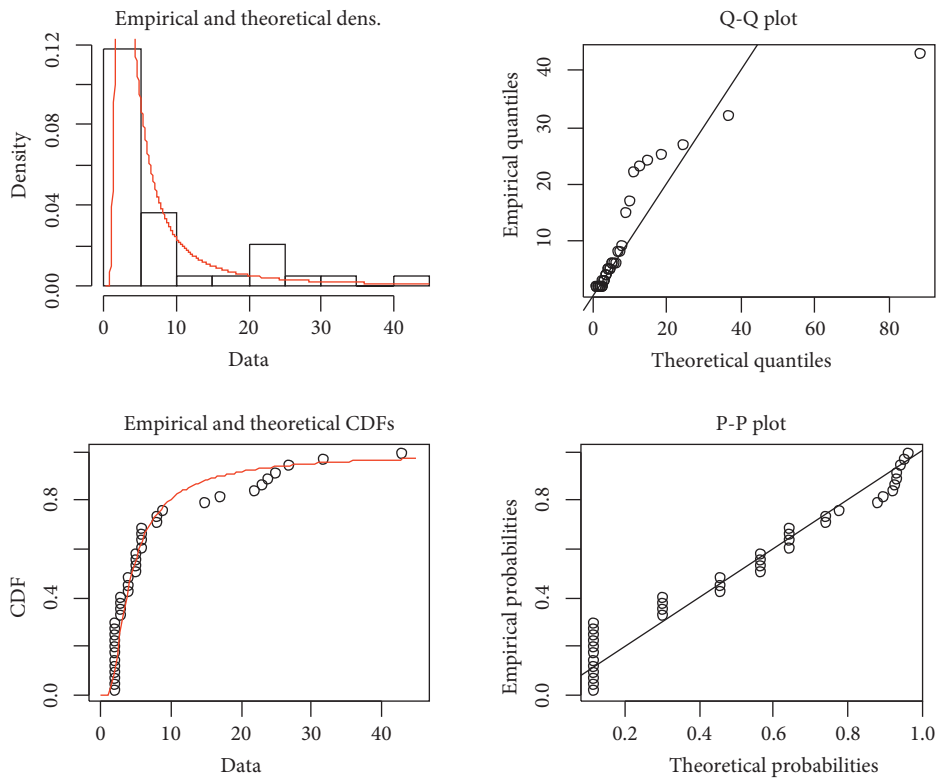 Empirical and theoretical dens.
0.12
0.08
0.04
0.00
Density
0 10 20 30 40
Data
Q-Q plot
40
30
20
10
Empirical quantiles
0 20 40 60 80
Theoretical quantiles
Empirical and theoretical CDFs
0.8
0.4
0.0
CDF
0 10 20 30 40
Data
P-P plot
0.8
0.4
0.0
Empirical probabilities
0.2 0.4 0.6 0.8 1.0
Theoretical probabilities